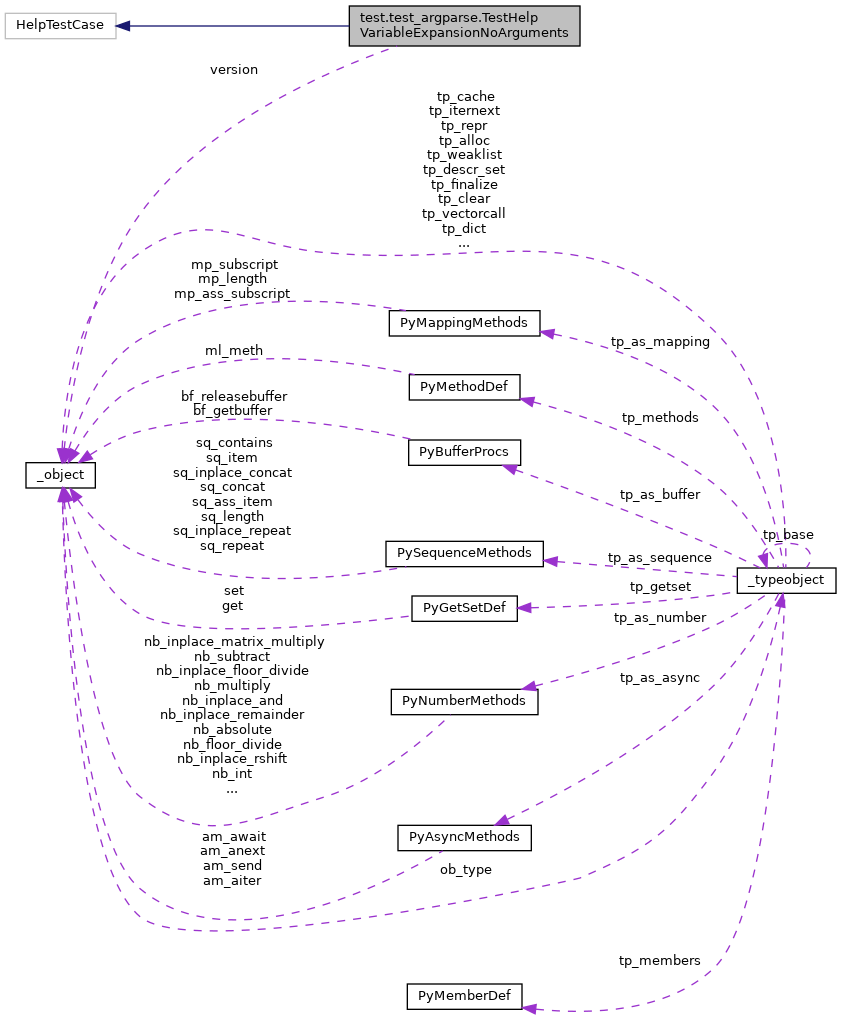 HelpTestCase
test.test_argparse.TestHelp
VariableExpansionNoArguments
version
tp_cache
tp_iternext
tp_repr
tp_alloc
tp_weaklist
tp_descr_set
tp_finalize
tp_clear
tp_vectorcall
tp_dict
...
mp_subscript
mp_length
mp_ass_subscript
PyMappingMethods
tp_as_mapping
ml_meth
PyMethodDef
tp_methods
bf_releasebuffer
bf_getbuffer
PyBufferProcs
tp_as_buffer
_object
sq_contains
sq_item
sq_inplace_concat
sq_concat
sq_ass_item
sq_length
sq_inplace_repeat
sq_repeat
PySequenceMethods
tp_as_sequence
tp_base
_typeobject
set
get
PyGetSetDef
tp_getset
tp_as_number
nb_inplace_matrix_multiply
nb_subtract
nb_inplace_floor_divide
nb_multiply
nb_inplace_and
nb_inplace_remainder
nb_absolute
nb_floor_divide
nb_inplace_rshift
nb_int
...
PyNumberMethods
tp_as_async
am_await
am_anext
am_send
am_aiter
PyAsyncMethods
ob_type
tp_members
PyMemberDef